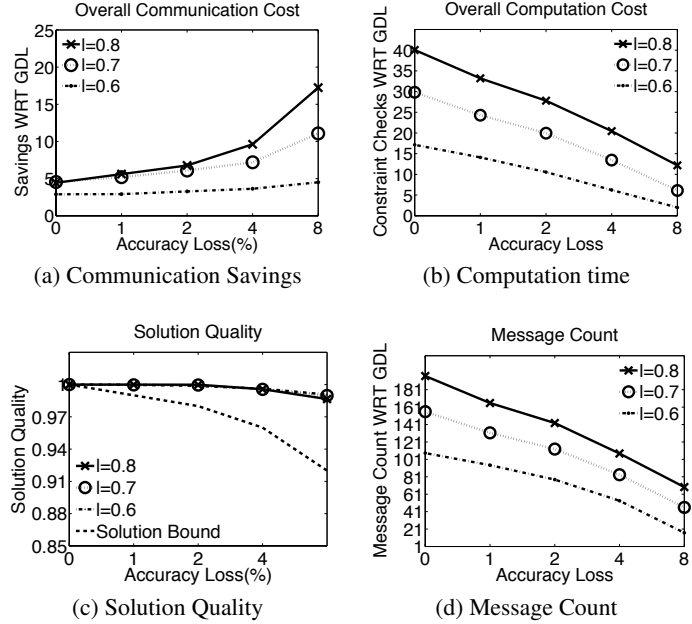 Overall Communication Cost
Savings WRT GDL
25
20
15
10
5
0
l=0.8
l=0.7
l=0.6
0 1 2 4 8
Accuracy Loss(%)
(a) Communication Savings
Overall Computation Cost
Constraint Checks WRT GDL
40
35
30
25
20
15
10
5
0
l=0.8
l=0.7
l=0.6
0 1 2 4 8
Accuracy Loss
(b) Computation time
Solution Quality
Solution Quality
1
0.97
0.94
0.91
0.88
0.85
l=0.8
l=0.7
l=0.6
Solution Bound
0 1 2 4
Accuracy Loss(%)
(c) Solution Quality
Message Count
Message Count WRT GDL
181
161
141
121
101
81
61
41
21
1
l=0.8
l=0.7
l=0.6
0 1 2 4 8
Accuracy Loss
(d) Message Count